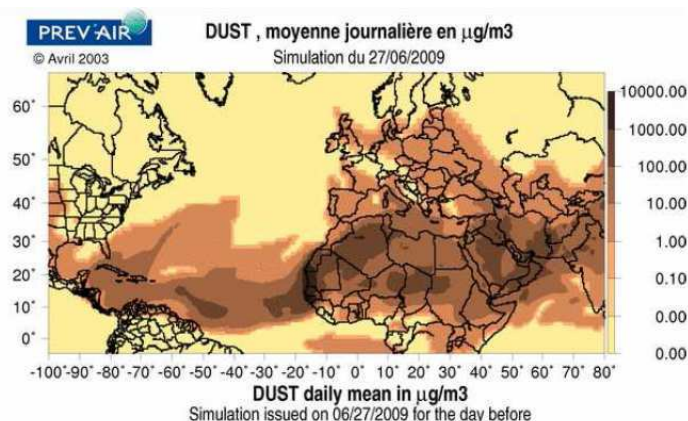 PREV'AIR
DUST , moyenne journalière en µg/m3
© Avril 2003
Simulation du 27/06/2009
10000.00
1000.00
100.00
10.00
1.00
0.10
0.00
0.00
60°
50°
40°
30°
20°
10°
0°
-100 -90° -80° -70° -60° -50° -40° -30° -20° -10° 0° 10° 20° 30° 40° 50° 60° 70° 80°
DUST daily mean in µg/m3
Simulation issued on 06/27/2009 for the day before